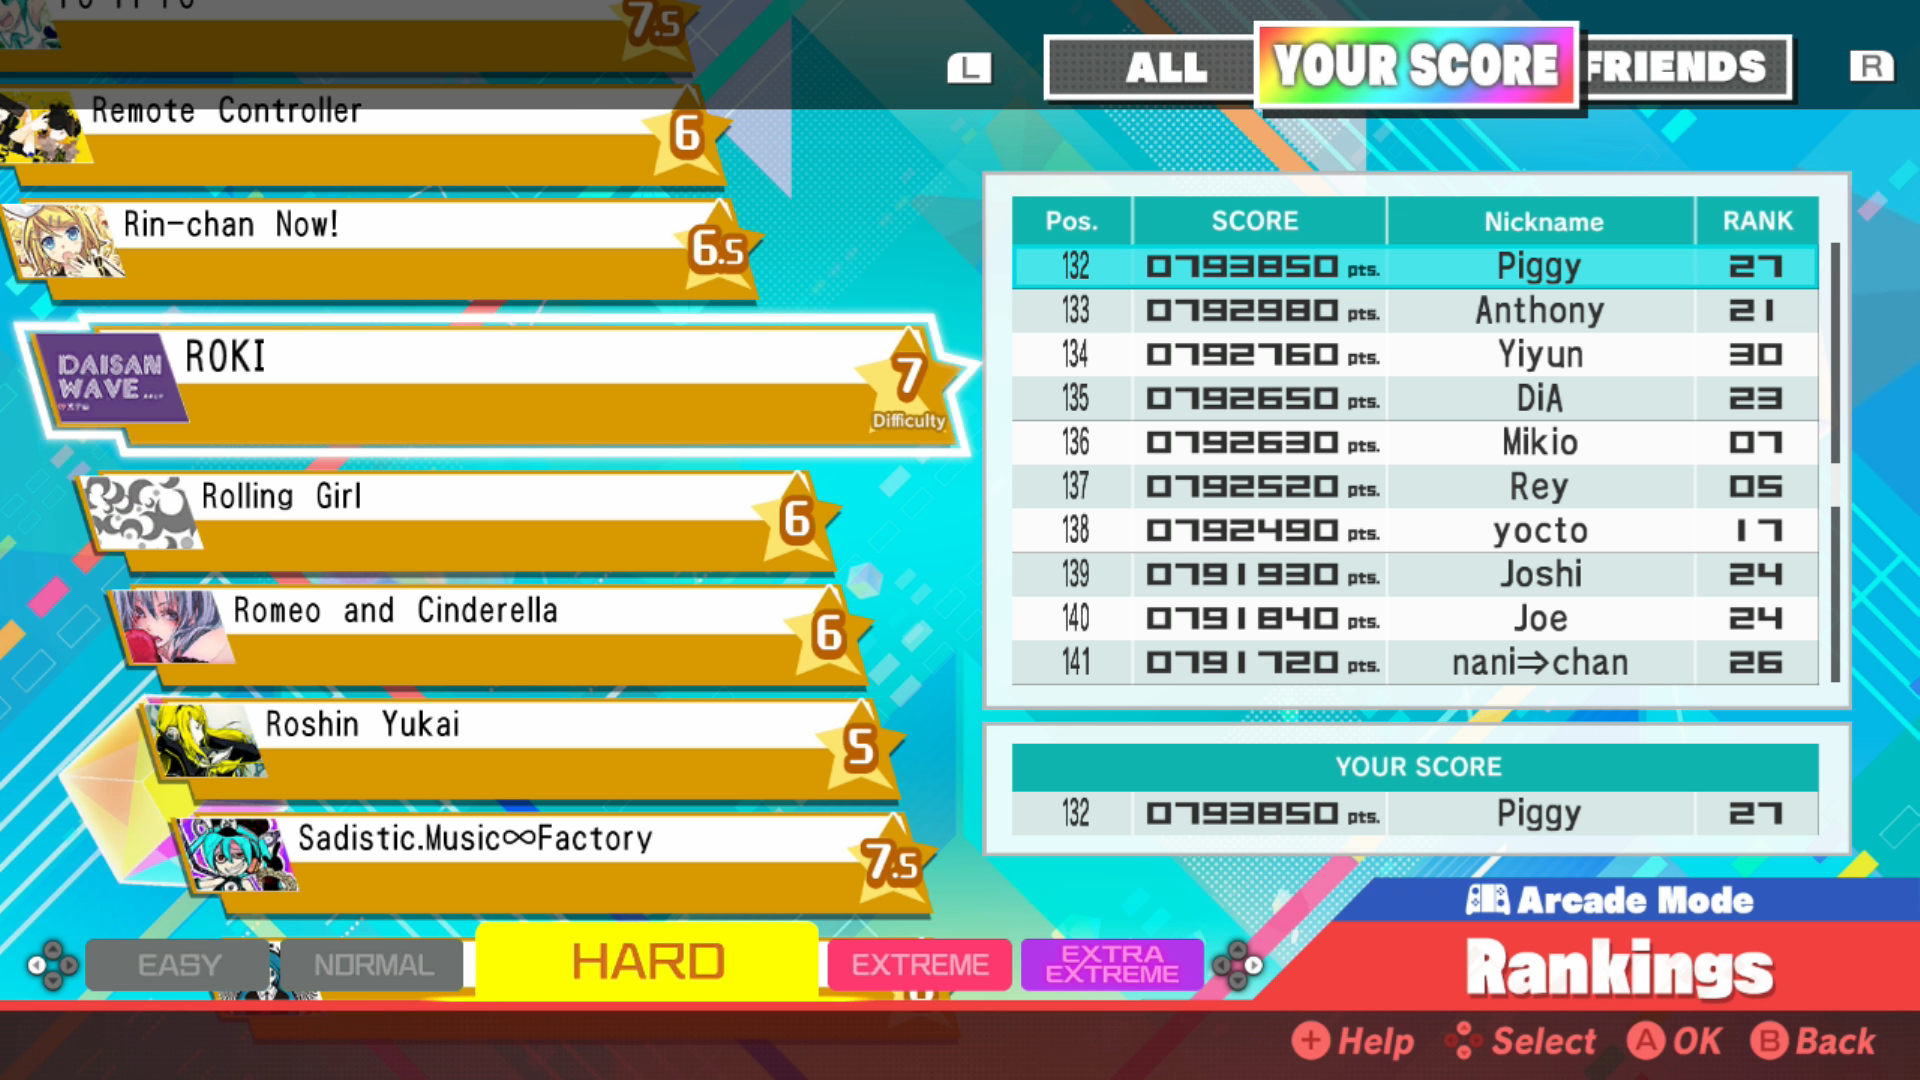 7.5
L
ALL
YOUR SCORE
FRIENDS
R
Remote Controller
6
Rin-chan Now!
6.5
DAISAN
WAVE
ROKI
7
Difficulty
Rolling Girl
6
Romeo and Cinderella
6
Roshin Yukai
5
Sadistic.Music∞Factory
7.5
Pos. SCORE Nickname RANK
132 0793850 pts. Piggy 27
133 0792980 pts. Anthony 21
134 0792760 pts. Yiyun 30
135 0792650 pts. DiA 23
136 0792630 pts. Mikio 07
137 0792520 pts. Rey 05
138 0792490 pts. yocto 17
139 0791930 pts. Joshi 24
140 0791840 pts. Joe 24
141 0791720 pts. nani⇒chan 26
YOUR SCORE
132 0793850 pts. Piggy 27
EASY
NORMAL
HARD
EXTREME
EXTRA
EXTREME
Arcade Mode
Rankings
+ Help
Select
A OK
B Back